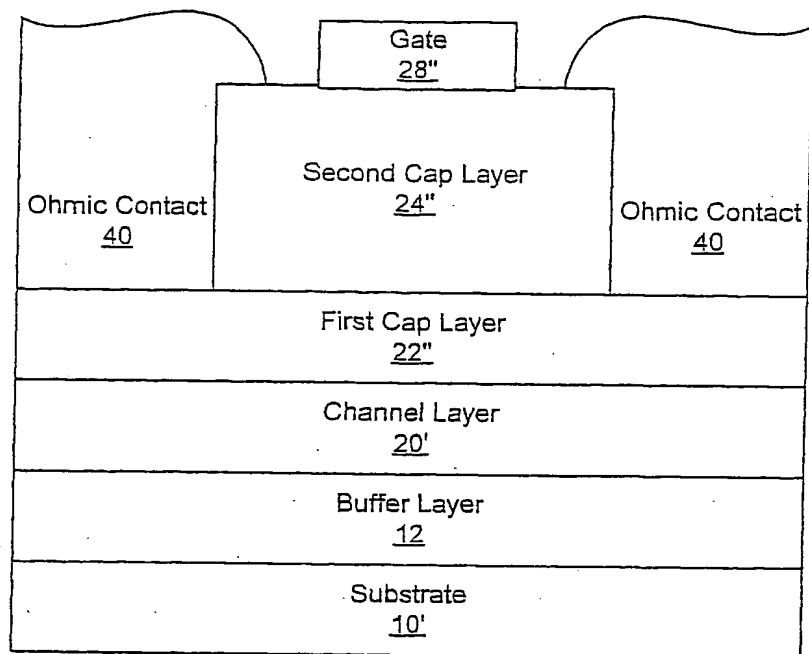 Gate
28"
Second Cap Layer
24"
Ohmic Contact
40
Ohmic Contact
40
First Cap Layer
22"
Channel Layer
20'
Buffer Layer
12
Substrate
10'